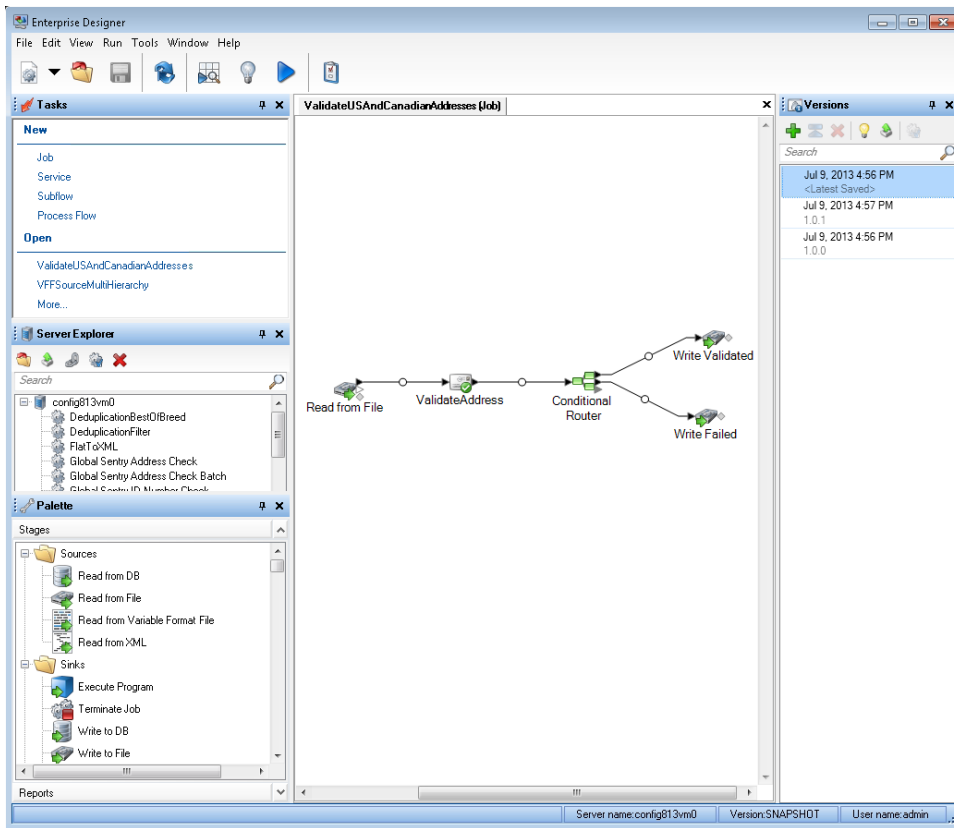 Enterprise Designer
File Edit View Run Tools Window Help
Tasks
New
Job
Service
Subflow
Process Flow
Open
ValidateUSAndCanadianAddresses
VFFSourceMultiHierarchy
More...
Server Explorer
Search
config813vm0
DeduplicationBestOfBreed
DeduplicationFilter
FlatToXML
Global Sentry Address Check
Global Sentry Address Check Batch
Global Sentry ID Number Check
Palette
Stages
Sources
Read from DB
Read from File
Read from Variable Format File
Read from XML
Sinks
Execute Program
Terminate Job
Write to DB
Write to File
Reports
ValidateUSAndCanadianAddresses (Job)
Read from File
ValidateAddress
Conditional
Router
Write Validated
Write Failed
Versions
Search
Jul 9, 2013 4:56 PM
<Latest Saved>
Jul 9, 2013 4:57 PM
1.0.1
Jul 9, 2013 4:56 PM
1.0.0
Server name:config813vm0 Version:SNAPSHOT User name:admin